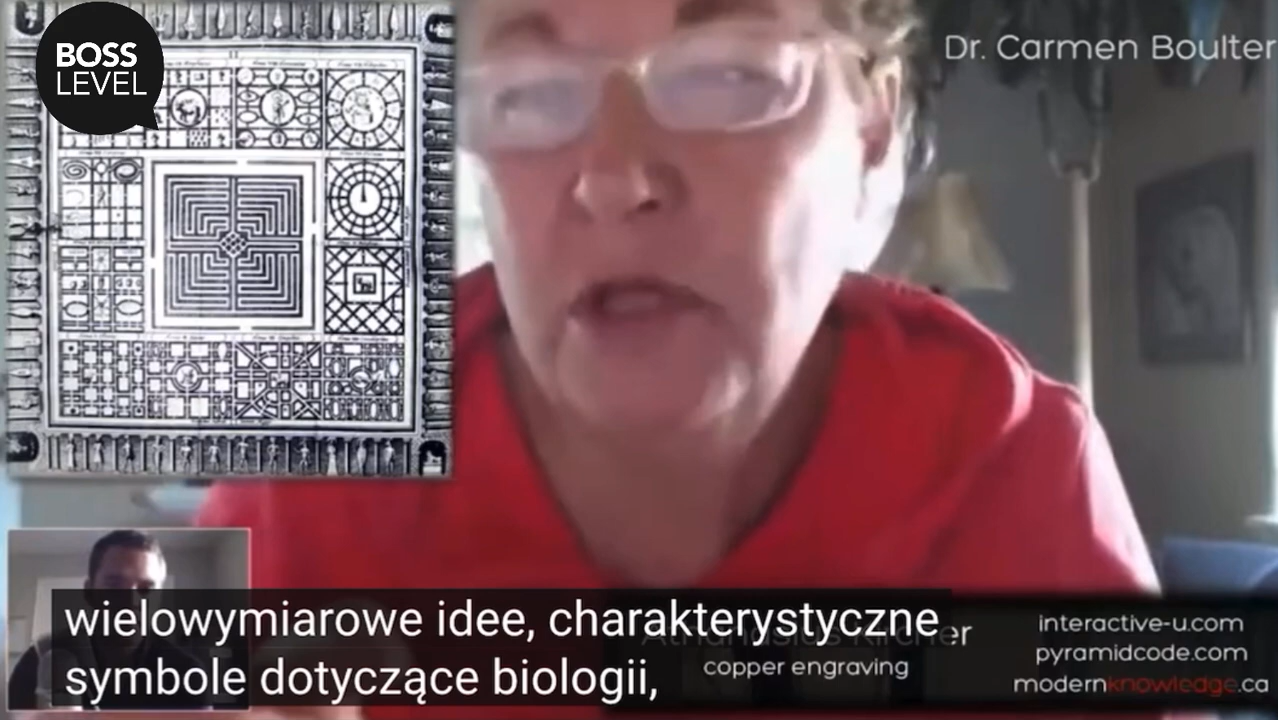 BOSS
LEVEL
Dr. Carmen Boulter
wielowymiarowe idee, charakterystyczne
symbole dotyczące biologii,
copper engraving
interactive-u.com
pyramidcode.com
modernknowledge.ca